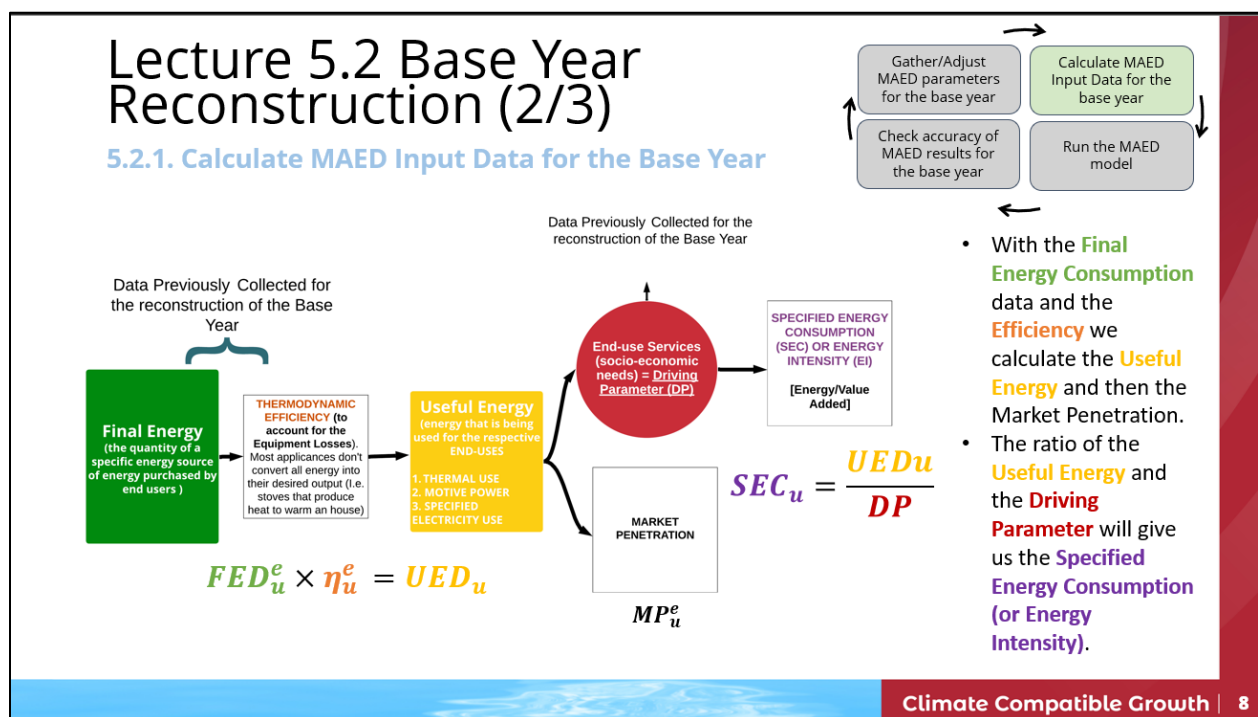 Lecture 5.2 Base Year
Reconstruction (2/3)
5.2.1. Calculate MAED Input Data for the Base Year
Gather/Adjust
MAED parameters
for the base year
Calculate MAED
Input Data for the
base year
Check accuracy of
MAED results for
the base year
Run the MAED
model
Data Previously Collected for
the reconstruction of the Base
Year
Final Energy
(the quantity of a
specific energy source
of energy purchased by
end users )
THERMODYNAMIC
EFFICIENCY (to
account for the
Equipment Losses).
Most applicances don't
convert all energy into
their desired output (I.e.
stoves that produce
heat to warm an house)
Useful Energy
(energy that is being
used for the respective
END-USES
1. THERMAL USE
2. MOTIVE POWER
3. SPECIFIED
ELECTRICITY USE
FED_u^e × η_u^e = UED_u
Data Previously Collected for the
reconstruction of the Base Year
End-use Services
(socio-economic
needs) = Driving
Parameter (DP)
SPECIFIED ENERGY
CONSUMPTION
(SEC) OR ENERGY
INTENSITY (EI)
[Energy/Value
Added]
MARKET
PENETRATION
MP_u^e
SEC_u = UEDu / DP
• With the Final
Energy Consumption
data and the
Efficiency we
calculate the Useful
Energy and then the
Market Penetration.
• The ratio of the
Useful Energy and
the Driving
Parameter will give
us the Specified
Energy Consumption
(or Energy
Intensity).
Climate Compatible Growth | 8